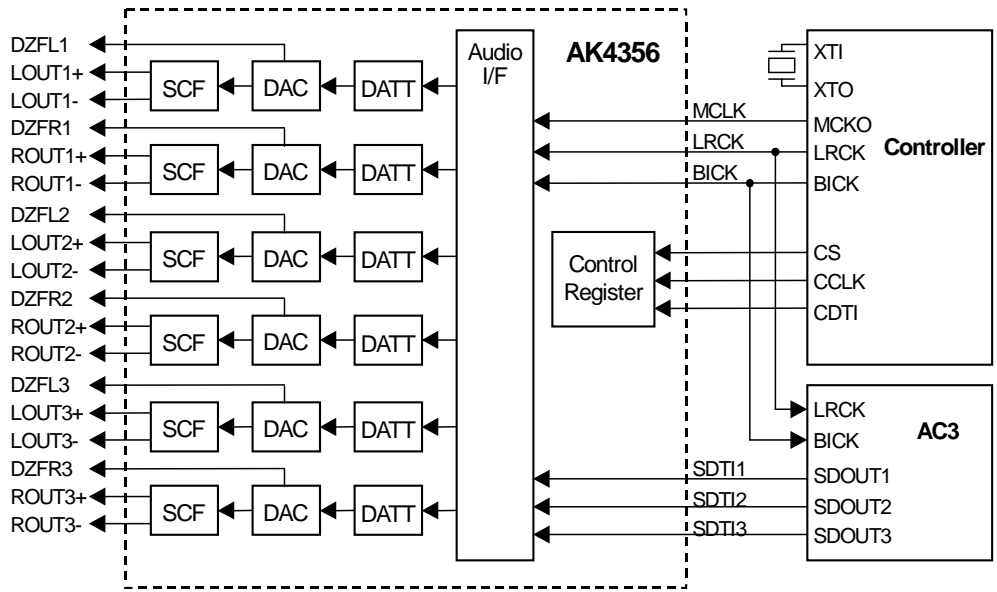 DZFL1
LOUT1+
LOUT1-
DZFR1
ROUT1+
ROUT1-
DZFL2
LOUT2+
LOUT2-
DZFR2
ROUT2+
ROUT2-
DZFL3
LOUT3+
LOUT3-
DZFR3
ROUT3+
ROUT3-
SCF DAC DATT
SCF DAC DATT
SCF DAC DATT
SCF DAC DATT
SCF DAC DATT
SCF DAC DATT
Audio
I/F
AK4356
Control
Register
MCLK
LRCK
BICK
SDTI1
SDTI2
SDTI3
XTI
XTO
MCKO
LRCK
BICK
CS
CCLK
CDTI
Controller
LRCK
BICK
SDOUT1
SDOUT2
SDOUT3
AC3